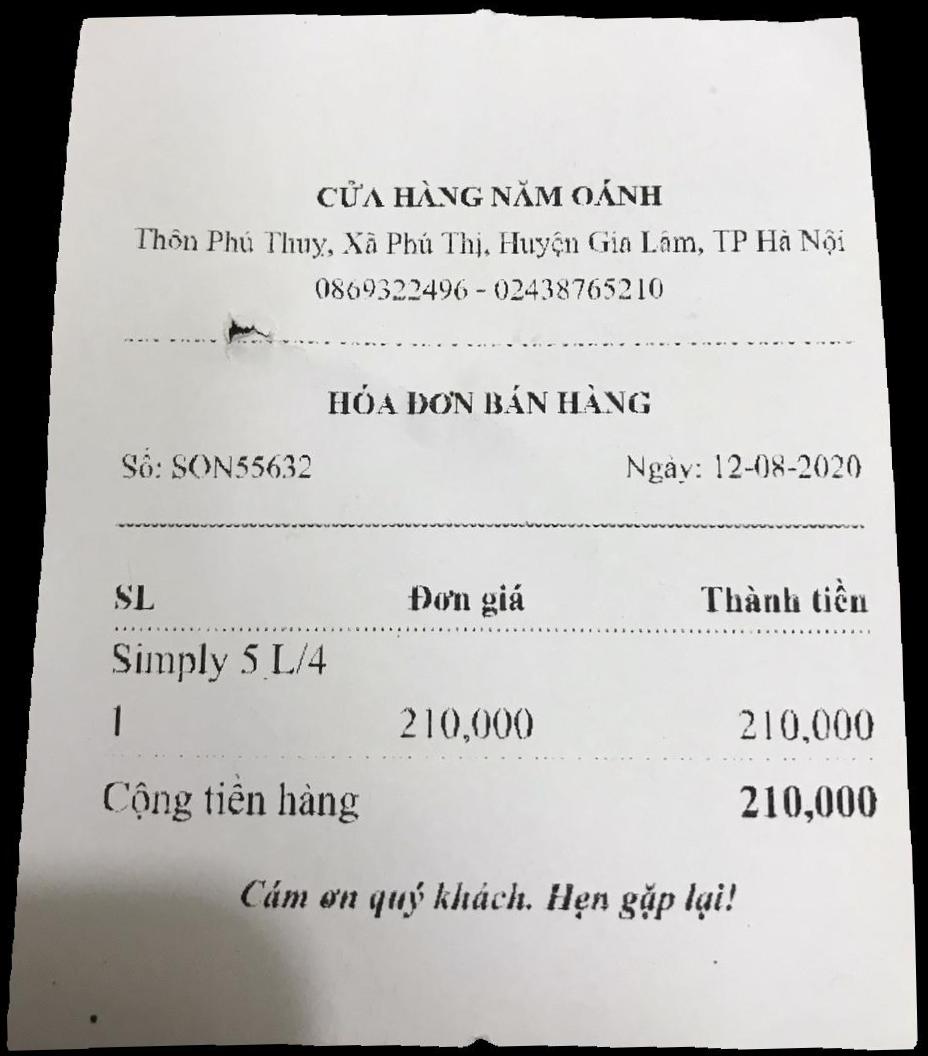 CỬA HÀNG NĂM OÁNH
Thôn Phú Thuỵ, Xã Phú Thị, Huyện Gia Lâm, TP Hà Nội
0869322496 - 02438765210
HÓA ĐƠN BÁN HÀNG
Số: SON55632 Ngày: 12-08-2020
SL Đơn giá Thành tiền
Simply 5 L/4
1 210,000 210,000
Cộng tiền hàng 210,000
Cám ơn quý khách. Hẹn gặp lại!